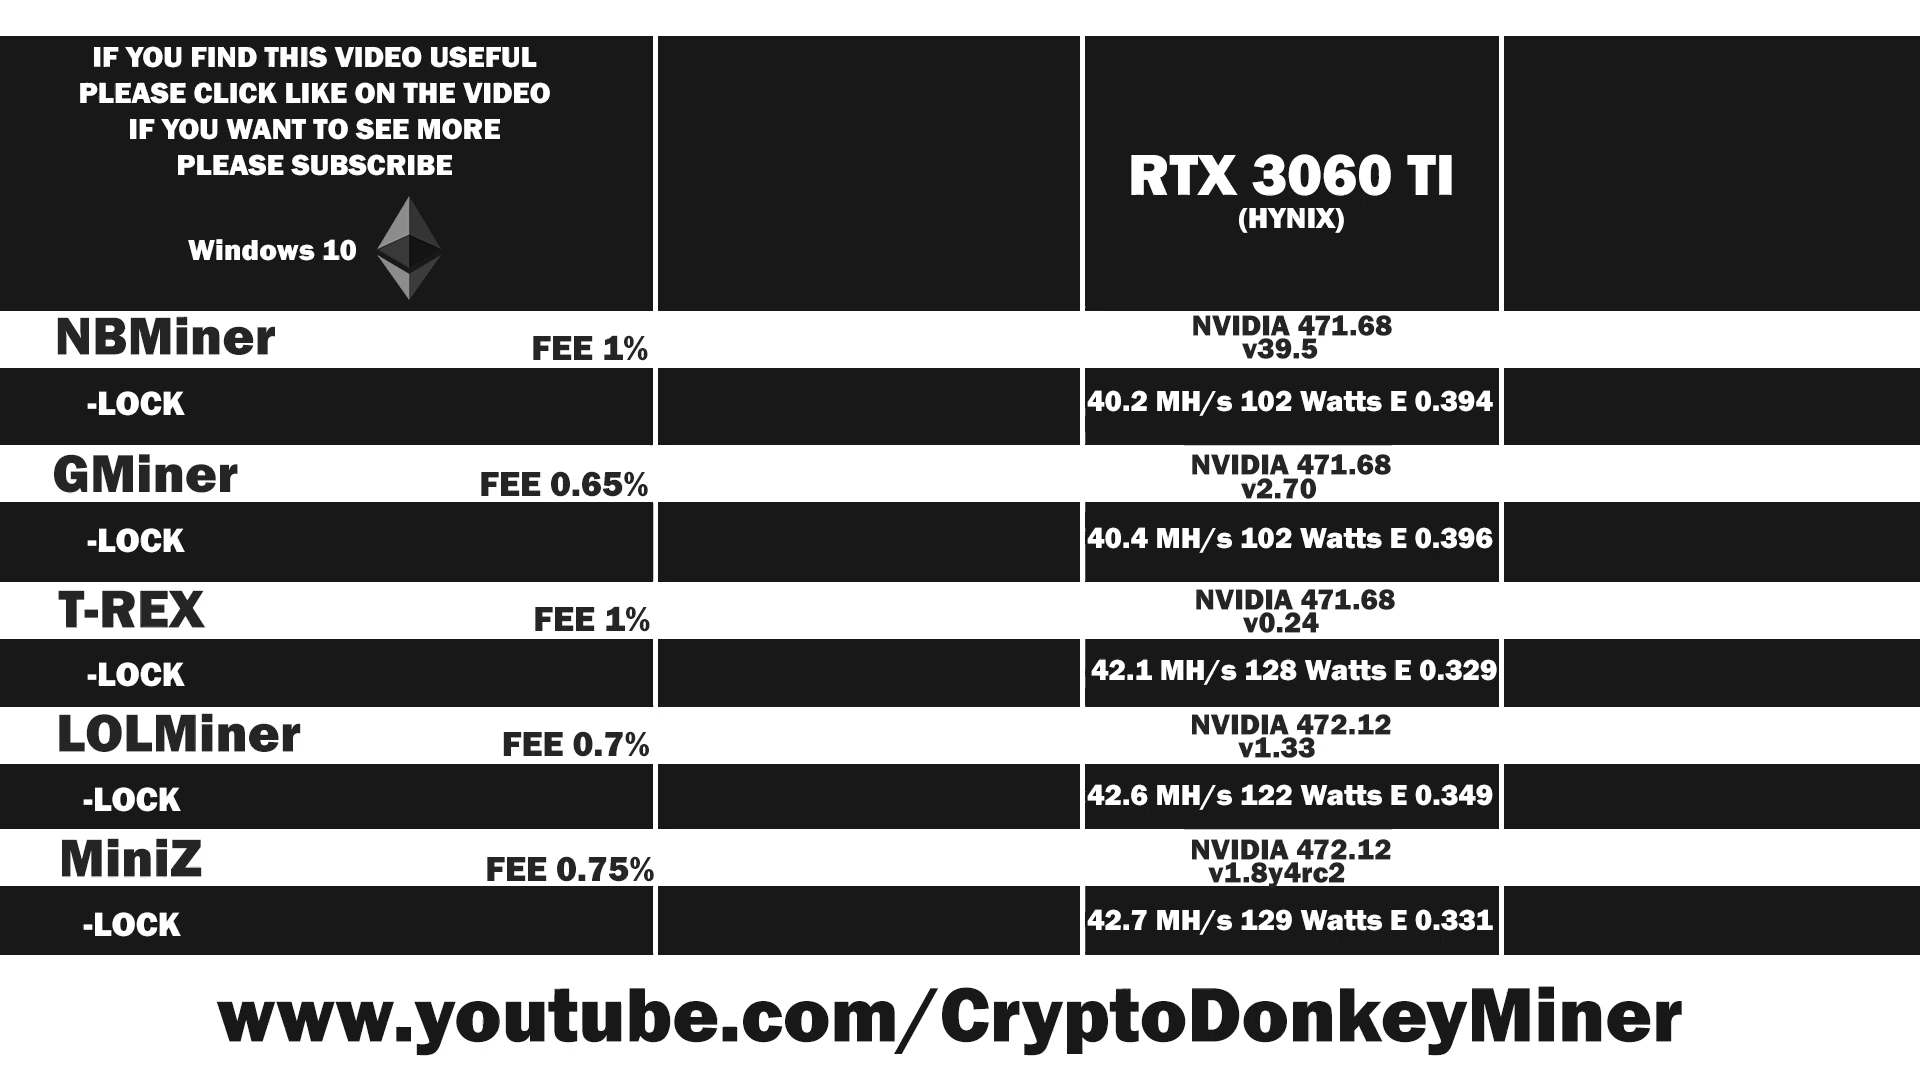 IF YOU FIND THIS VIDEO USEFUL
PLEASE CLICK LIKE ON THE VIDEO
IF YOU WANT TO SEE MORE
PLEASE SUBSCRIBE
Windows 10
RTX 3060 TI
(HYNIX)
NBMiner FEE 1% NVIDIA 471.68
v39.5
-LOCK 40.2 MH/s 102 Watts E 0.394
GMiner FEE 0.65% NVIDIA 471.68
v2.70
-LOCK 40.4 MH/s 102 Watts E 0.396
T-REX FEE 1% NVIDIA 471.68
v0.24
-LOCK 42.1 MH/s 128 Watts E 0.329
LOLMiner FEE 0.7% NVIDIA 472.12
v1.33
-LOCK 42.6 MH/s 122 Watts E 0.349
MiniZ FEE 0.75% NVIDIA 472.12
v1.8y4rc2
-LOCK 42.7 MH/s 129 Watts E 0.331
www.youtube.com/CryptoDonkeyMiner